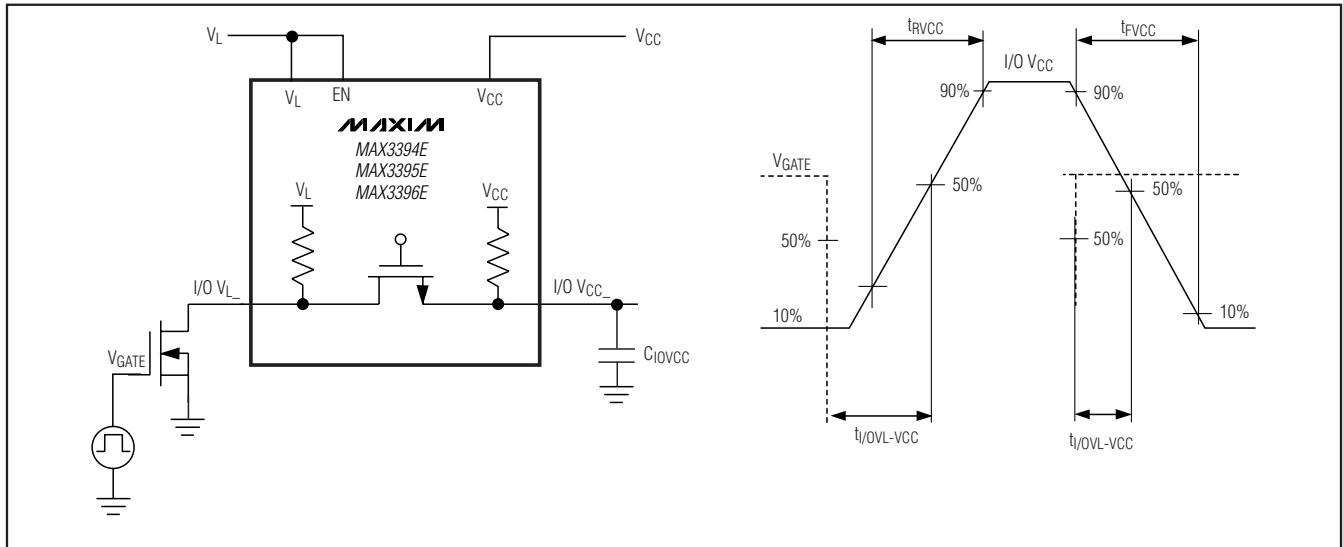 V_L
V_CC
V_L EN V_CC
MAXIM
MAX3394E
MAX3395E
MAX3396E
V_L
V_CC
I/O V_L_
I/O V_CC_
V_GATE
C_IOVCC
t_RVCC
t_FVCC
I/O V_CC
90%
90%
V_GATE
50%
50%
50%
50%
10%
10%
t_I/OVL-VCC
t_I/OVL-VCC